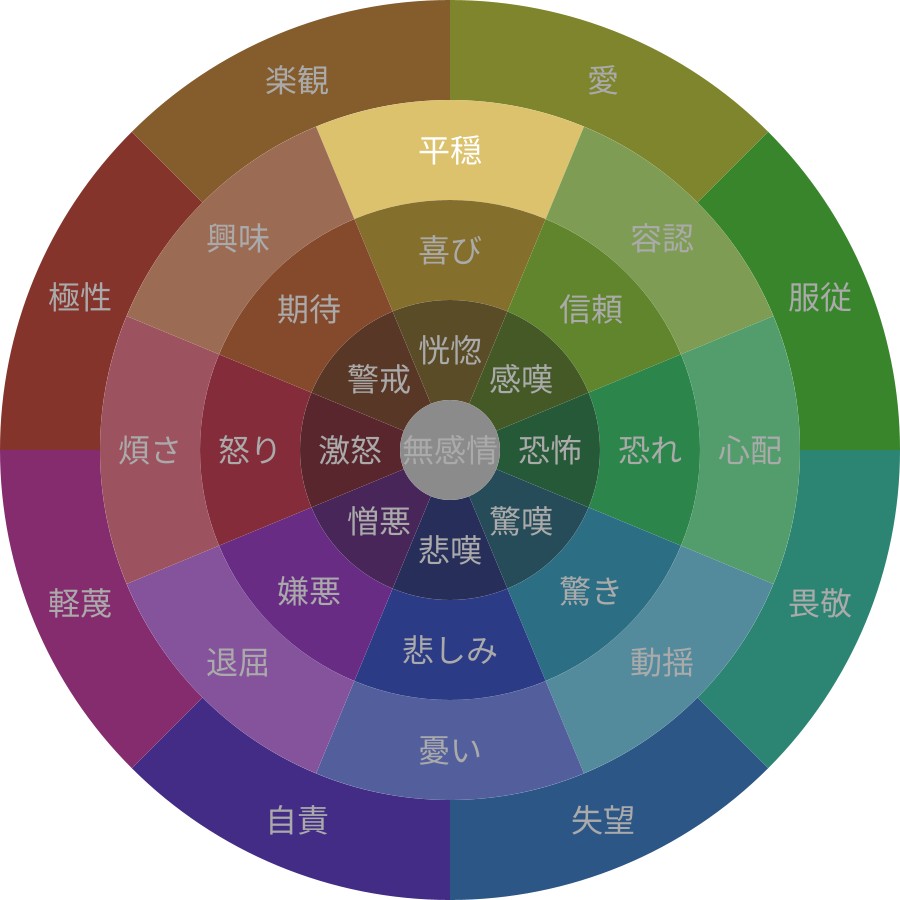 楽観
愛
平穏
興味
容認
喜び
極性
服従
期待
信頼
恍惚
警戒
感嘆
煩さ
怒り
激怒
無感情
恐怖
恐れ
心配
憎悪
驚嘆
悲嘆
嫌悪
驚き
軽蔑
畏敬
悲しみ
退屈
動揺
憂い
自責
失望